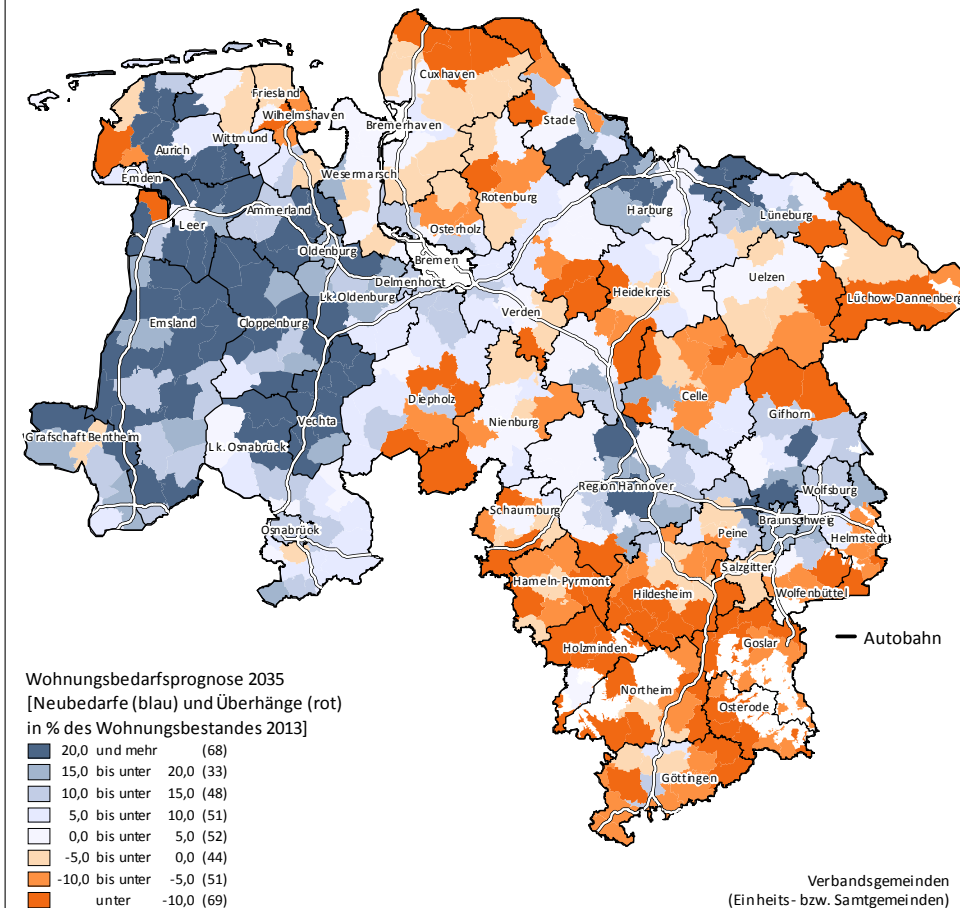 Cuxhaven
Friesland
Wilhelmshaven
Stade
Bremerhaven
Wittmund
Aurich
Wesermarsch
Emden
Rotenburg
Ammerland
Harburg
Lüneburg
Leer
Osterholz
Oldenburg
Bremen
Uelzen
Delmenhorst
Heidekreis
Lk.Oldenburg
Lüchow-Dannenberg
Verden
Emsland
Cloppenburg
Celle
Diepholz
Gifhorn
Nienburg
Vechta
Grafschaft Bentheim
Lk. Osnabrück
Region Hannover
Wolfsburg
Schaumburg
Braunschweig
Osnabrück
Peine
Helmstedt
Salzgitter
Hameln-Pyrmont
Hildesheim
Wolfenbüttel
Goslar
Autobahn
Holzminden
Northeim
Osterode
Göttingen
Wohnungsbedarfsprognose 2035
[Neubedarfe (blau) und Überhänge (rot)
in % des Wohnungsbestandes 2013]
20,0 und mehr (68)
15,0 bis unter 20,0 (33)
10,0 bis unter 15,0 (48)
5,0 bis unter 10,0 (51)
0,0 bis unter 5,0 (52)
-5,0 bis unter 0,0 (44)
-10,0 bis unter -5,0 (51)
unter -10,0 (69)
Verbandsgemeinden
(Einheits- bzw. Samtgemeinden)